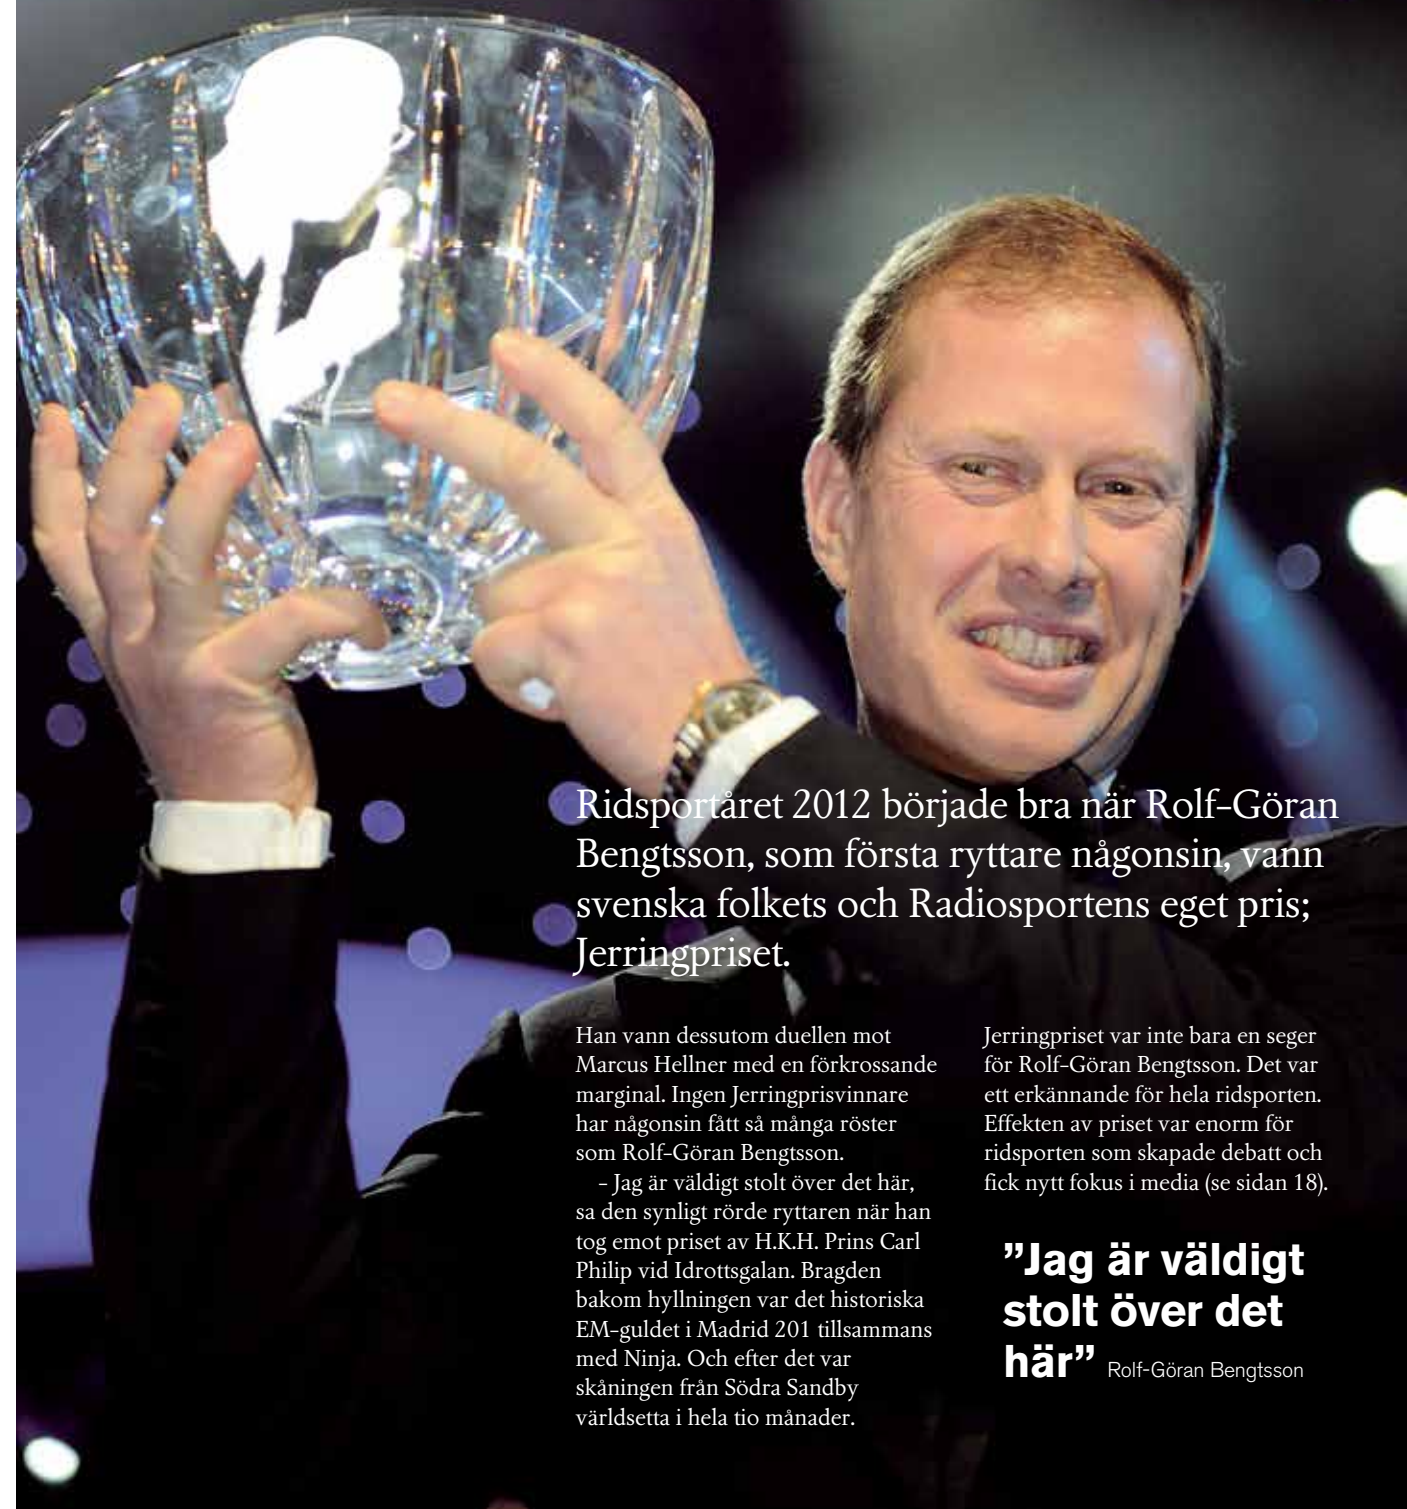 Ridsportåret 2012 började bra när Rolf-Göran
Bengtsson, som första ryttare någonsin, vann
svenska folkets och Radiosportens eget pris;
Jerringpriset.
Han vann dessutom duellen mot
Marcus Hellner med en förkrossande
marginal. Ingen Jerringprisvinnare
har någonsin fått så många röster
som Rolf-Göran Bengtsson.
– Jag är väldigt stolt över det här,
sa den synligt rörde ryttaren när han
tog emot priset av H.K.H. Prins Carl
Philip vid Idrottsgalan. Bragden
bakom hyllningen var det historiska
EM-guldet i Madrid 201 tillsammans
med Ninja. Och efter det var
skåningen från Södra Sandby
världsetta i hela tio månader.
Jerringpriset var inte bara en seger
för Rolf-Göran Bengtsson. Det var
ett erkännande för hela ridsporten.
Effekten av priset var enorm för
ridsporten som skapade debatt och
fick nytt fokus i media (se sidan 18).
”Jag är väldigt
stolt över det
här” Rolf-Göran Bengtsson